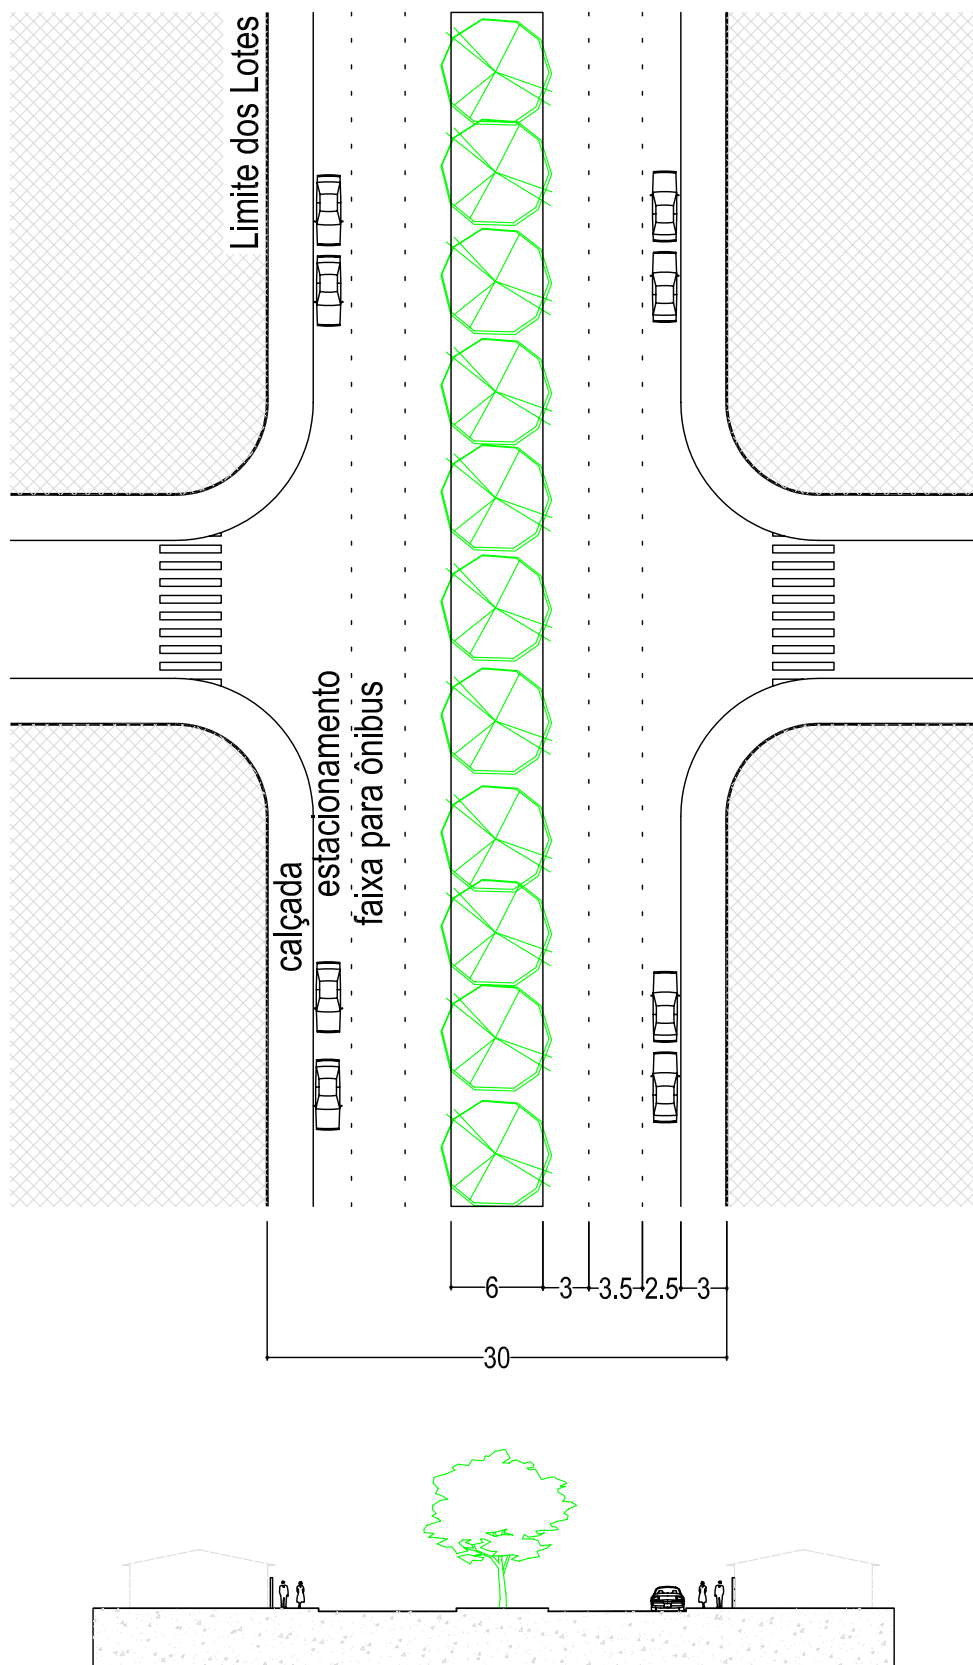 Limite dos Lotes
estacionamento
faixa para ônibus
calçada
6
3
3.5
2.5
3
30